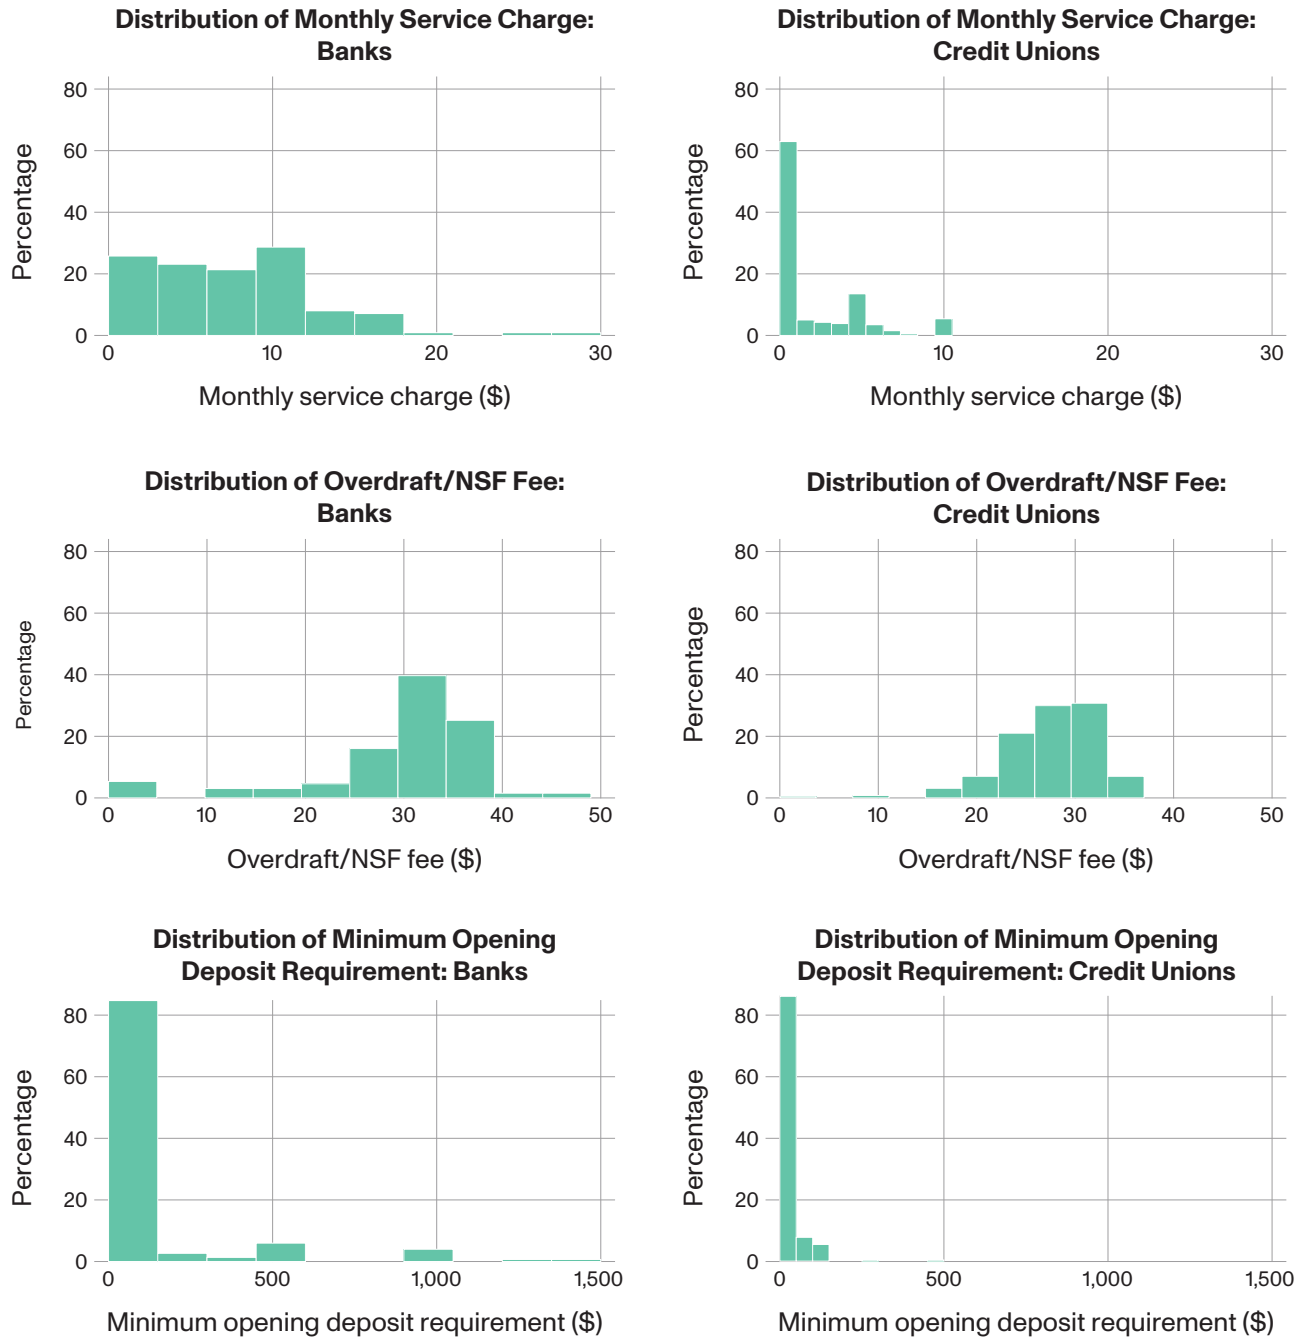 Distribution of Monthly Service Charge:
Banks
80
60
40
20
0
Percentage
0 10 20 30
Monthly service charge ($)
Distribution of Monthly Service Charge:
Credit Unions
80
60
40
20
0
Percentage
0 10 20 30
Monthly service charge ($)
Distribution of Overdraft/NSF Fee:
Banks
80
60
40
20
0
Percentage
0 10 20 30 40 50
Overdraft/NSF fee ($)
Distribution of Overdraft/NSF Fee:
Credit Unions
80
60
40
20
0
Percentage
0 10 20 30 40 50
Overdraft/NSF fee ($)
Distribution of Minimum Opening
Deposit Requirement: Banks
80
60
40
20
0
Percentage
0 500 1,000 1,500
Minimum opening deposit requirement ($)
Distribution of Minimum Opening
Deposit Requirement: Credit Unions
80
60
40
20
0
Percentage
0 500 1,000 1,500
Minimum opening deposit requirement ($)